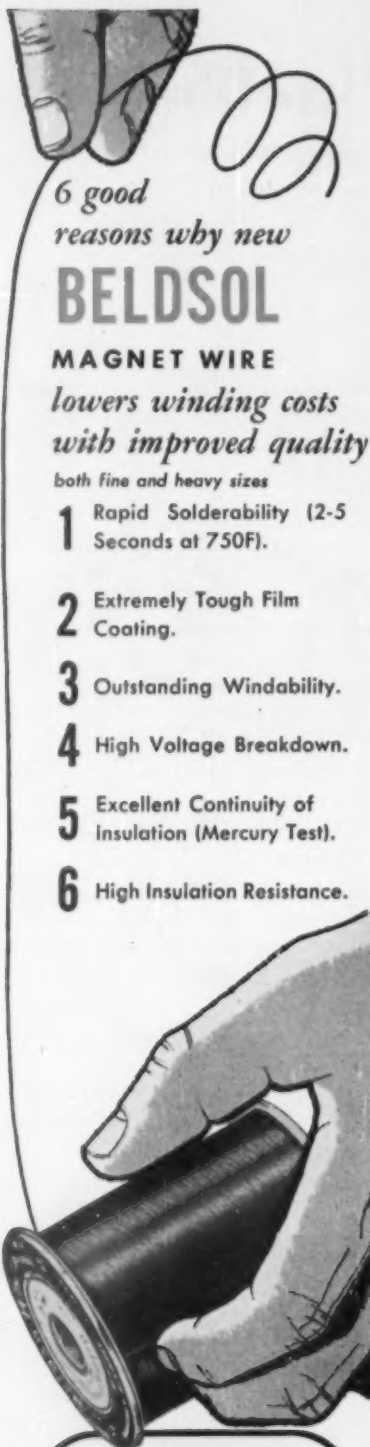 6 good
reasons why new
BELDSOL
MAGNET WIRE
lowers winding costs
with improved quality
both fine and heavy sizes
1 Rapid Solderability (2-5
Seconds at 750F).
2 Extremely Tough Film
Coating.
3 Outstanding Windability.
4 High Voltage Breakdown.
5 Excellent Continuity of
Insulation (Mercury Test).
6 High Insulation Resistance.